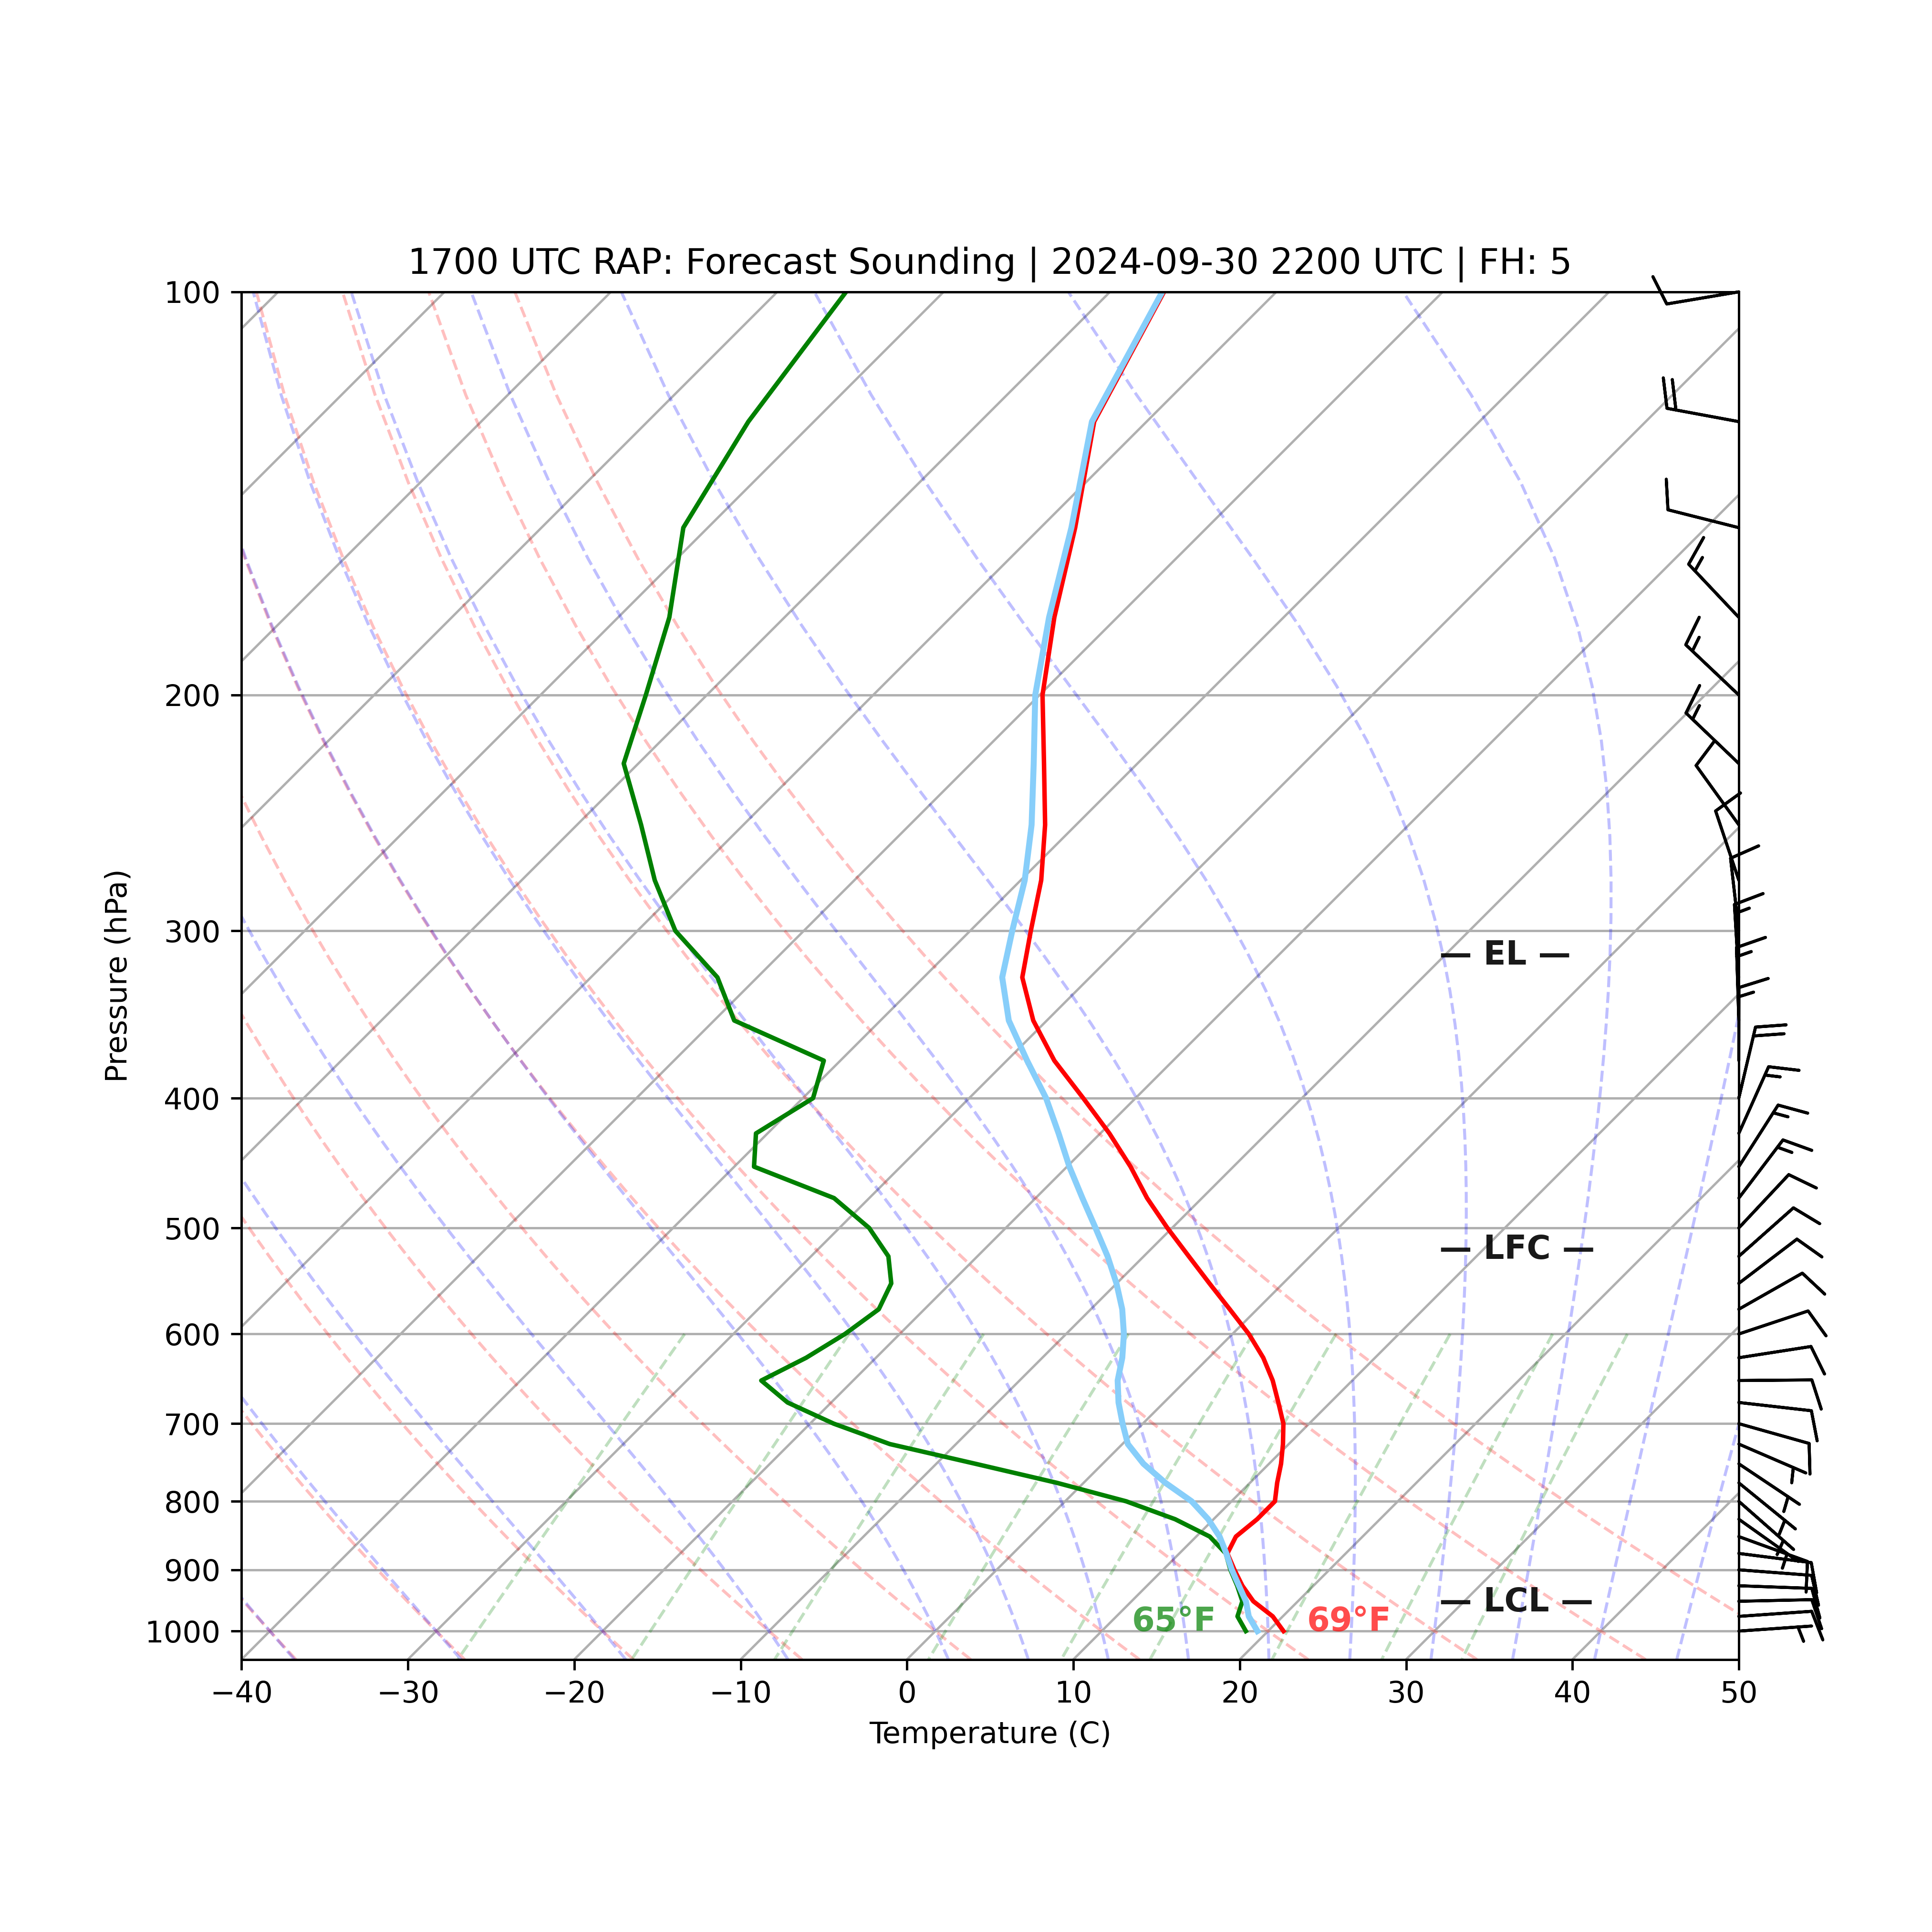 1700 UTC RAP: Forecast Sounding | 2024-09-30 2200 UTC | FH: 5
100
200
300
400
500
600
700
800
900
1000
Pressure (hPa)
— EL —
— LFC —
— LCL —
65°F 69°F
−40 −30 −20 −10 0 10 20 30 40 50
Temperature (C)